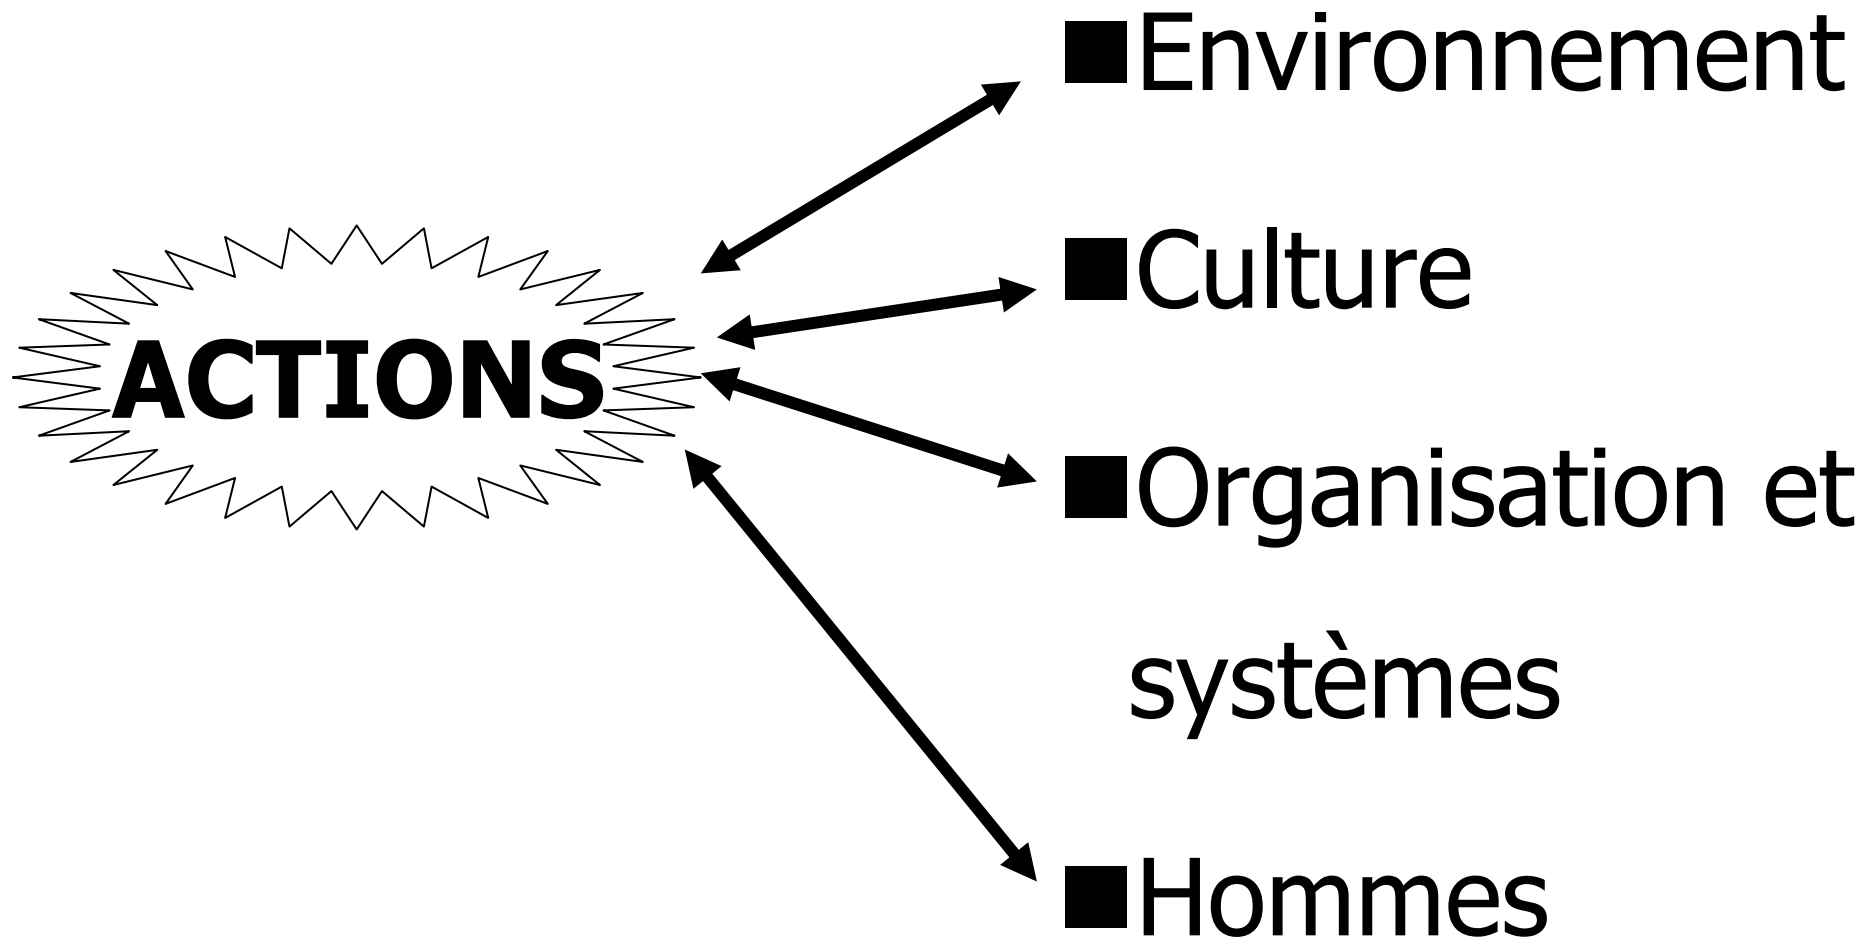 ■Environnement
■Culture
ACTIONS
■Organisation et
systèmes
■Hommes